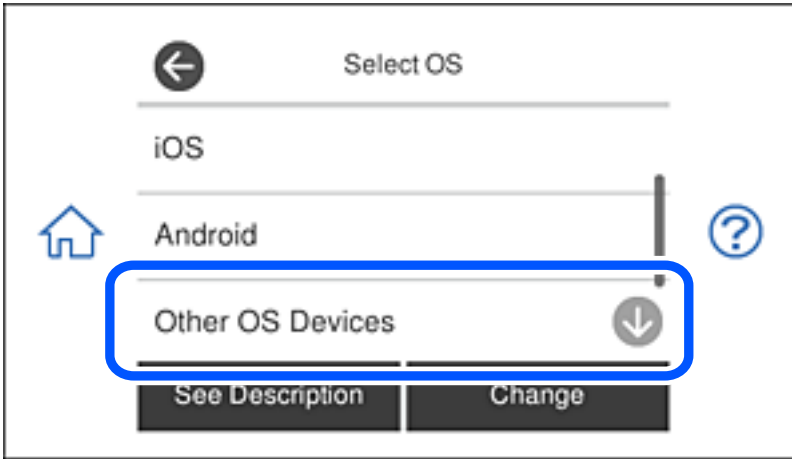 Select OS
iOS
Android
Other OS Devices
See Description Change
?